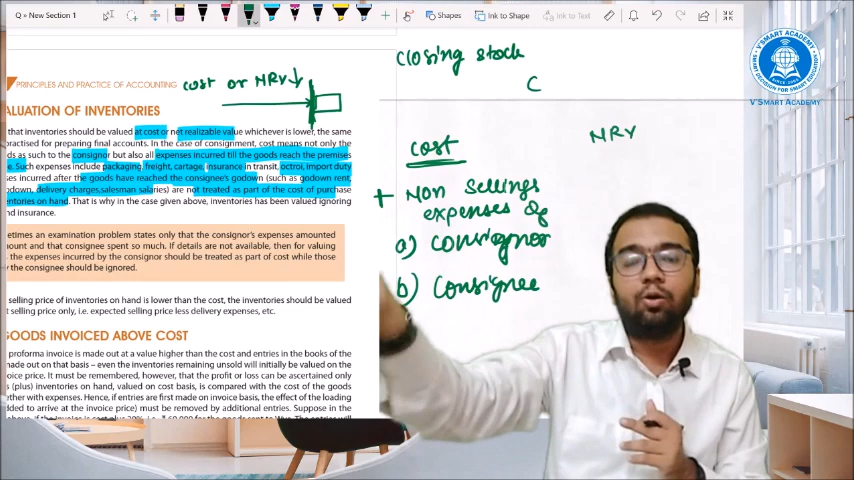 Q » New Section 1
Shapes
Ink to Shape
Ink to Text
PRINCIPLES AND PRACTICE OF ACCOUNTING
cost or NRV↓
ALUATION OF INVENTORIES
that inventories should be valued at cost or net realizable value whichever is lower, the same
practised for preparing final accounts. In the case of consignment, cost means not only the
ds as such to the consignor but also all expenses incurred till the goods reach the premises
e. Such expenses include packaging, freight, cartage, insurance in transit, octroi, import duty
ses incurred after the goods have reached the consignee's godown (such as godown rent,
odown, delivery charges,salesman salaries) are not treated as part of the cost of purchase
entories on hand. That is why in the case given above, inventories has been valued ignoring
nd insurance.
etimes an examination problem states only that the consignor's expenses amounted
mount and that consignee spent so much. If details are not available, then for valuing
the expenses incurred by the consignor should be treated as part of cost while those
the consignee should be ignored.
selling price of inventories on hand is lower than the cost, the inventories should be valued
t selling price only, i.e. expected selling price less delivery expenses, etc.
GOODS INVOICED ABOVE COST
proforma invoice is made out at a value higher than the cost and entries in the books of the
made out on that basis – even the inventories remaining unsold will initially be valued on the
oice price. It must be remembered, however, that the profit or loss can be ascertained only
s (plus) inventories on hand, valued on cost basis, is compared with the cost of the goods
ether with expenses. Hence, if entries are first made on invoice basis, the effect of the loading
dded to arrive at the invoice price) must be removed by additional entries. Suppose in the
closing stock
C
cost
NRV
+ Non Sellings
expenses of
a) consignor
b) Consignee
V'SMART ACADEMY
SMART DECISION FOR SMART EDUCATION
V'Smart Academy